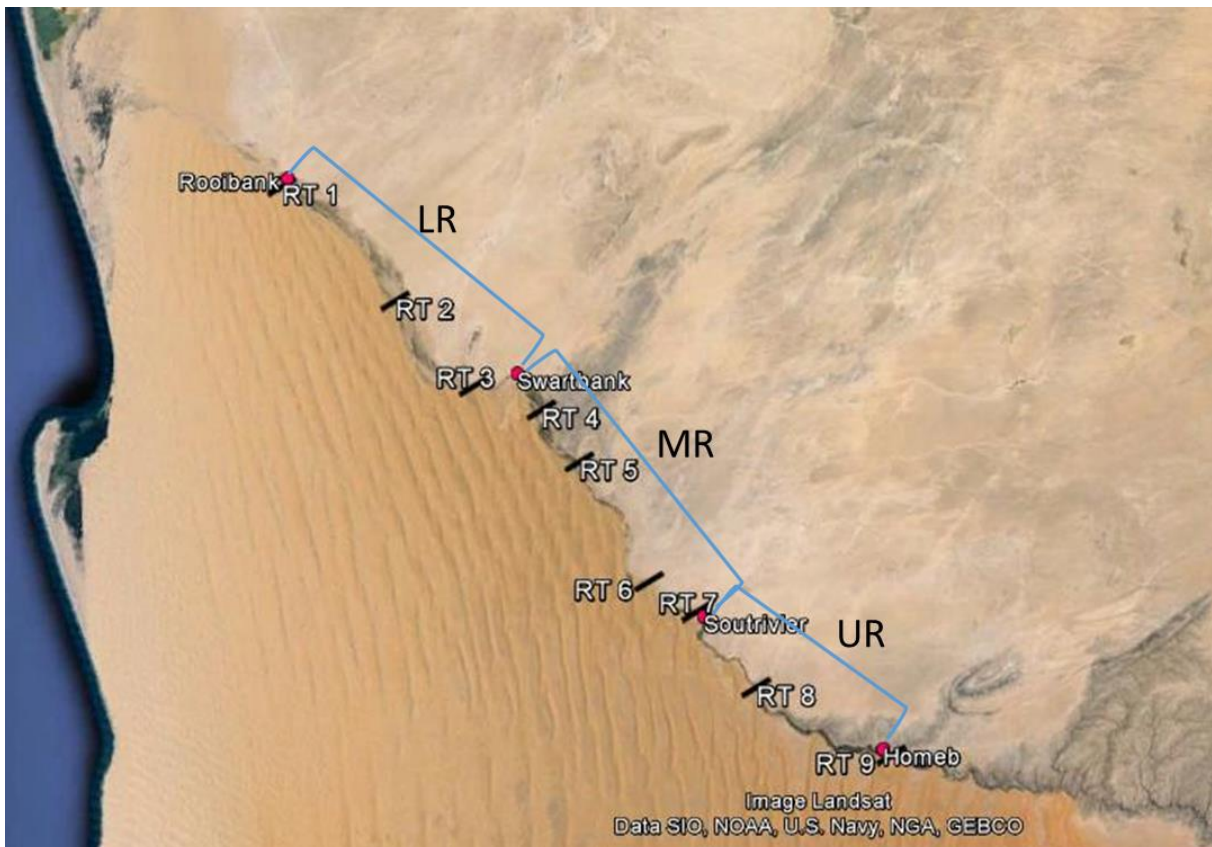 Rooibank
RT 1
LR
RT 2
RT 3
Swartbank
RT 4
MR
RT 5
RT 6
RT 7
Soutrivier
UR
RT 8
RT 9
Homeb
Image Landsat
Data SIO, NOAA, U.S. Navy, NGA, GEBCO